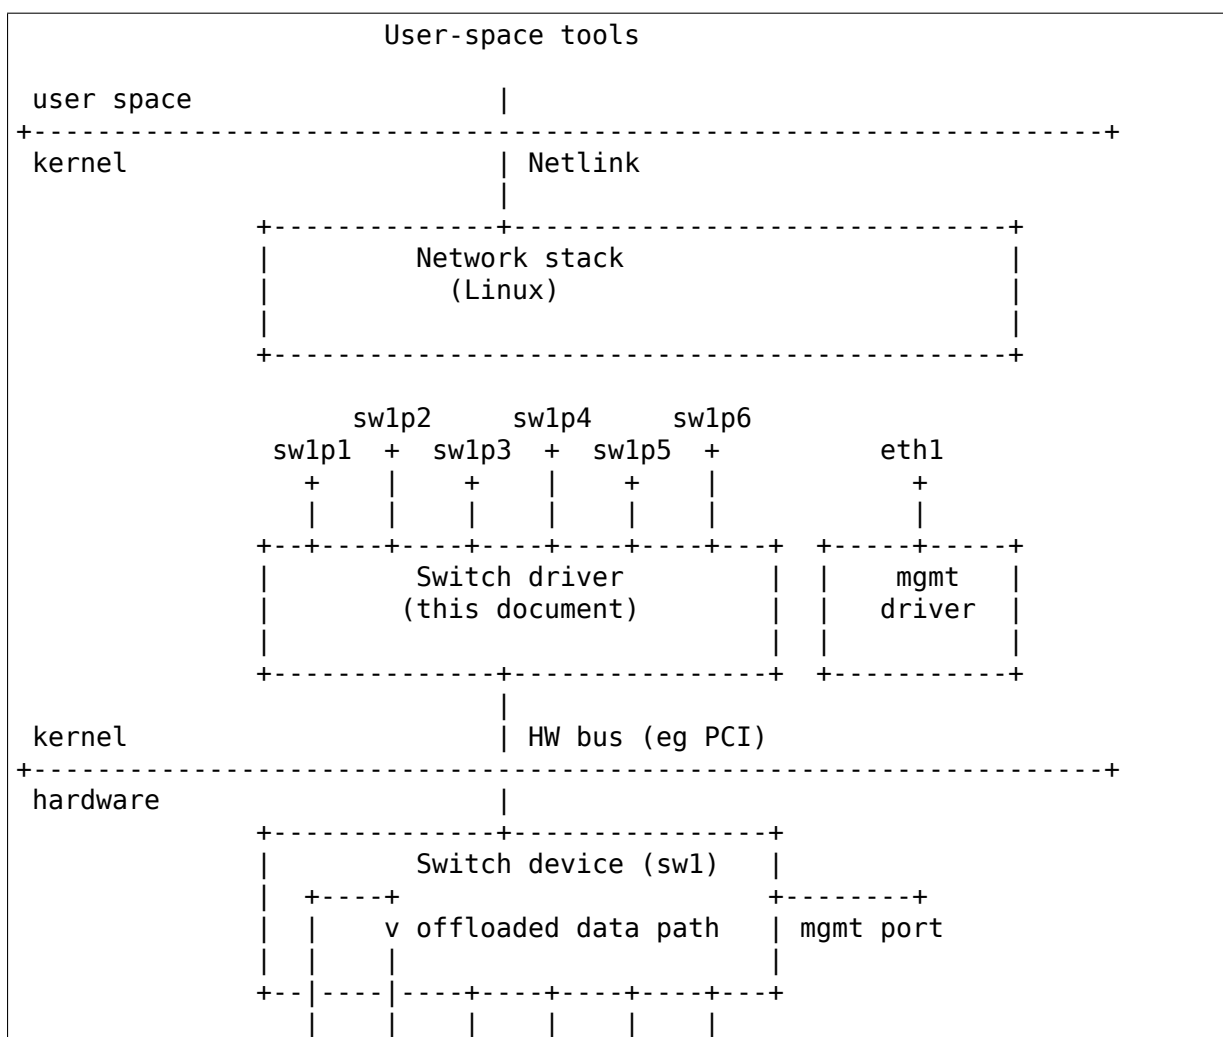 User-space tools

 user space                   |
+-------------------------------------------------------------------+
 kernel                       | Netlink
                              |
               +--------------+-------------------------------+
               |         Network stack                        |
               |           (Linux)                            |
               |                                              |
               +----------------------------------------------+

                     sw1p2     sw1p4     sw1p6
                sw1p1  +  sw1p3  +  sw1p5  +          eth1
                  +    |    +    |    +    |            +
                  |    |    |    |    |    |            |
               +--+----+----+----+----+----+---+  +-----+-----+
               |         Switch driver         |  |    mgmt   |
               |        (this document)        |  |   driver  |
               |                               |  |           |
               +--------------+----------------+  +-----------+
                              |
 kernel                       | HW bus (eg PCI)
+-------------------------------------------------------------------+
 hardware                     |
               +--------------+----------------+
               |         Switch device (sw1)   |
               |  +----+                       +--------+
               |  |    v offloaded data path   | mgmt port
               |  |    |                       |
               +--|----|----+----+----+----+---+
                  |    |    |    |    |    |